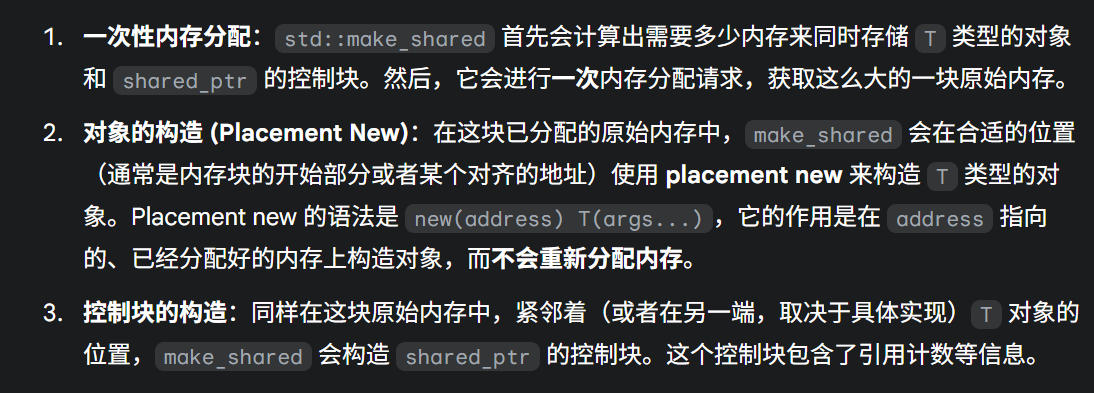 1. 一次性内存分配：std::make_shared 首先会计算出需要多少内存来同时存储 T 类型的对象
和 shared_ptr 的控制块。然后，它会进行一次内存分配请求，获取这么大的一块原始内存。
2. 对象的构造 (Placement New)：在这块已分配的原始内存中，make_shared 会在合适的位置
（通常是内存块的开始部分或者某个对齐的地址）使用 placement new 来构造 T 类型的对
象。Placement new 的语法是 new(address) T(args...)，它的作用是在 address 指向
的、已经分配好的内存上构造对象，而不会重新分配内存。
3. 控制块的构造：同样在这块原始内存中，紧邻着（或者在另一端，取决于具体实现）T 对象的
位置，make_shared 会构造 shared_ptr 的控制块。这个控制块包含了引用计数等信息。